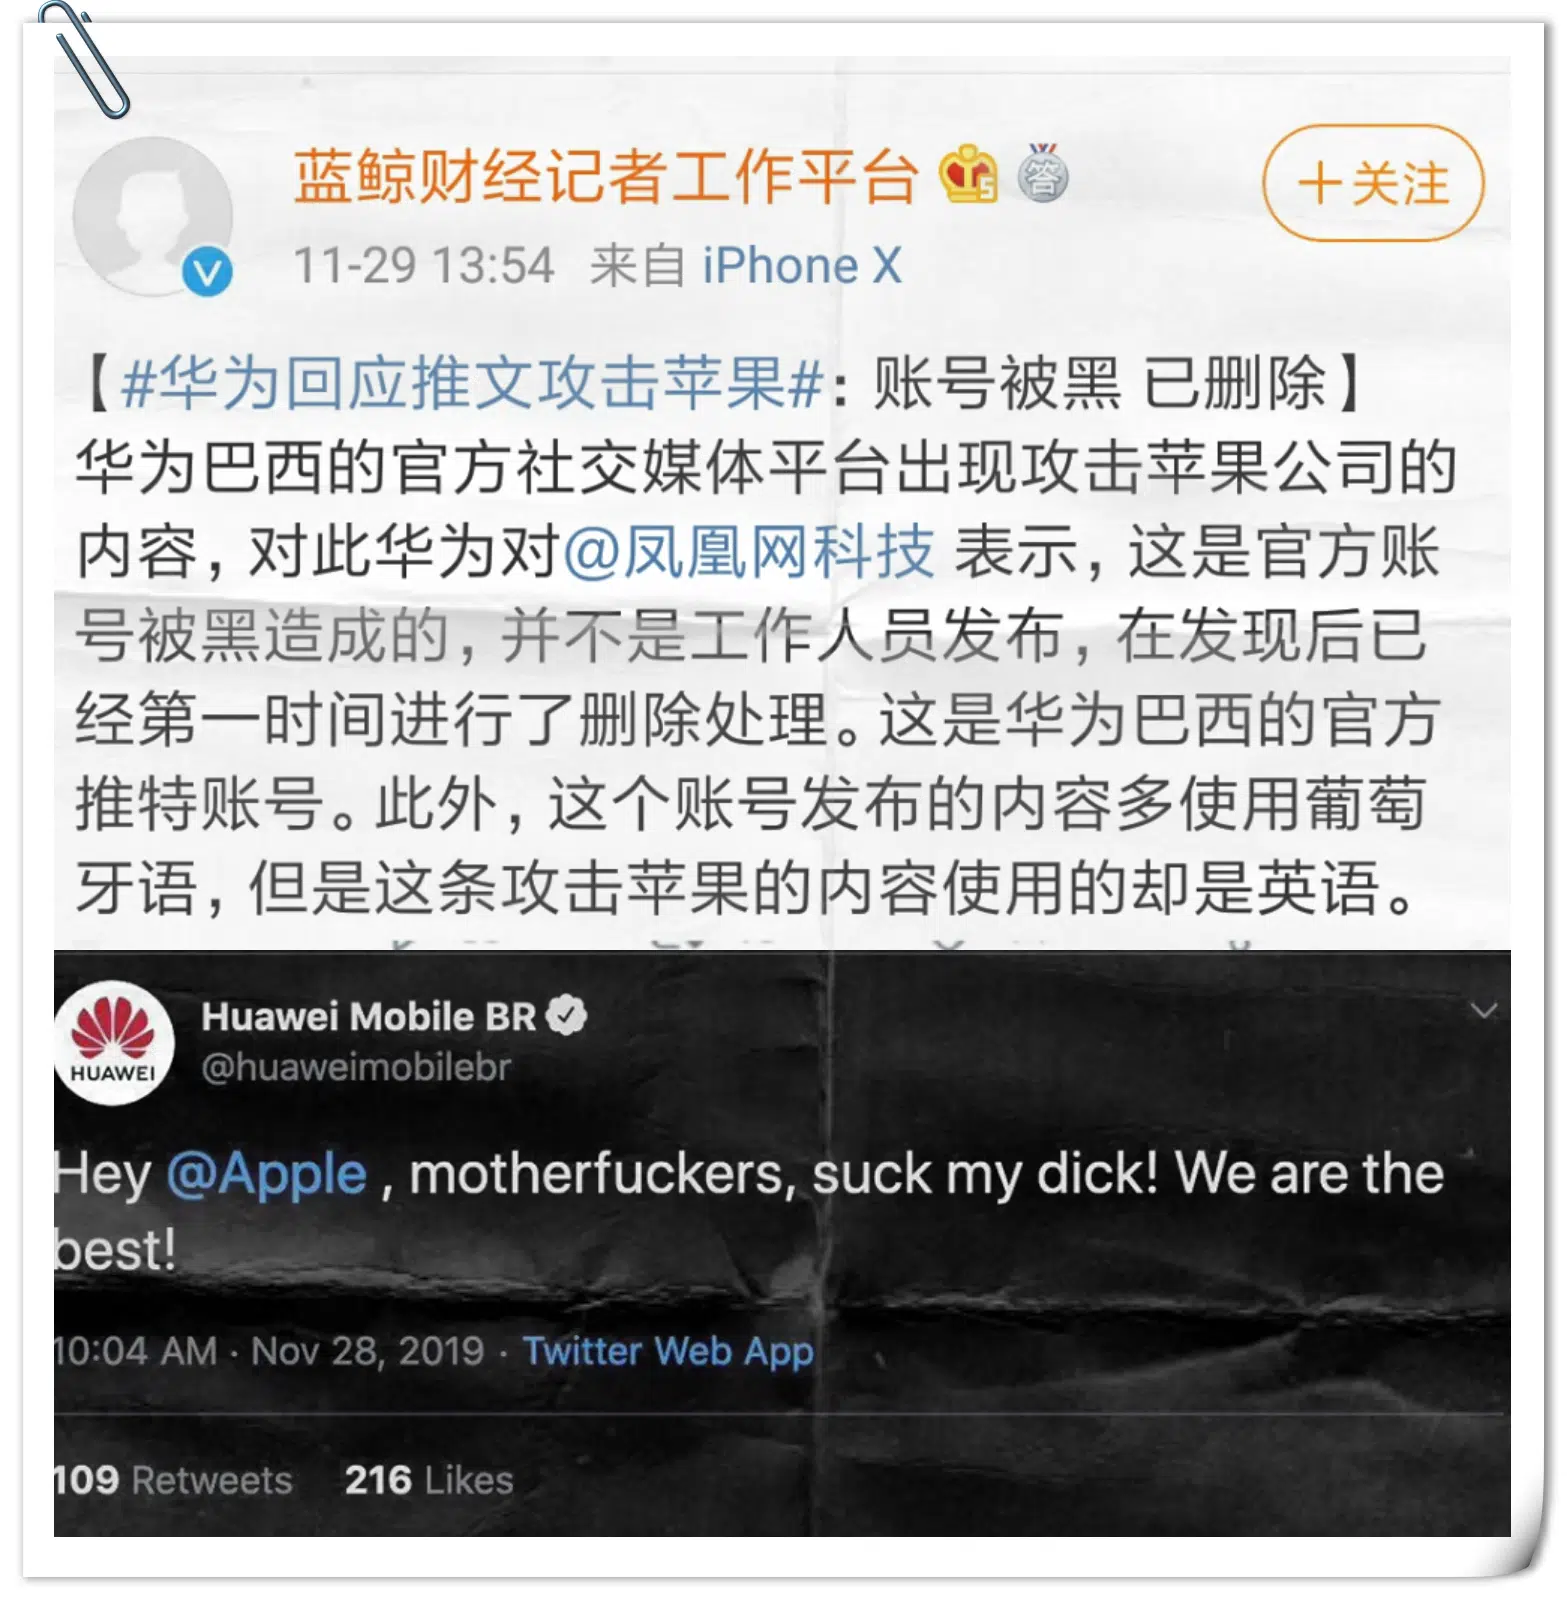 蓝鲸财经记者工作平台
5
答
+关注
V
11-29 13:54 来自 iPhone X
【#华为回应推文攻击苹果#：账号被黑 已删除】
华为巴西的官方社交媒体平台出现攻击苹果公司的
内容，对此华为对@凤凰网科技 表示，这是官方账
号被黑造成的，并不是工作人员发布，在发现后已
经第一时间进行了删除处理。这是华为巴西的官方
推特账号。此外，这个账号发布的内容多使用葡萄
牙语，但是这条攻击苹果的内容使用的却是英语。
HUAWEI
Huawei Mobile BR
@huaweimobilebr
Hey @Apple , motherfuckers, suck my dick! We are the
best!
10:04 AM · Nov 28, 2019 · Twitter Web App
109 Retweets 216 Likes